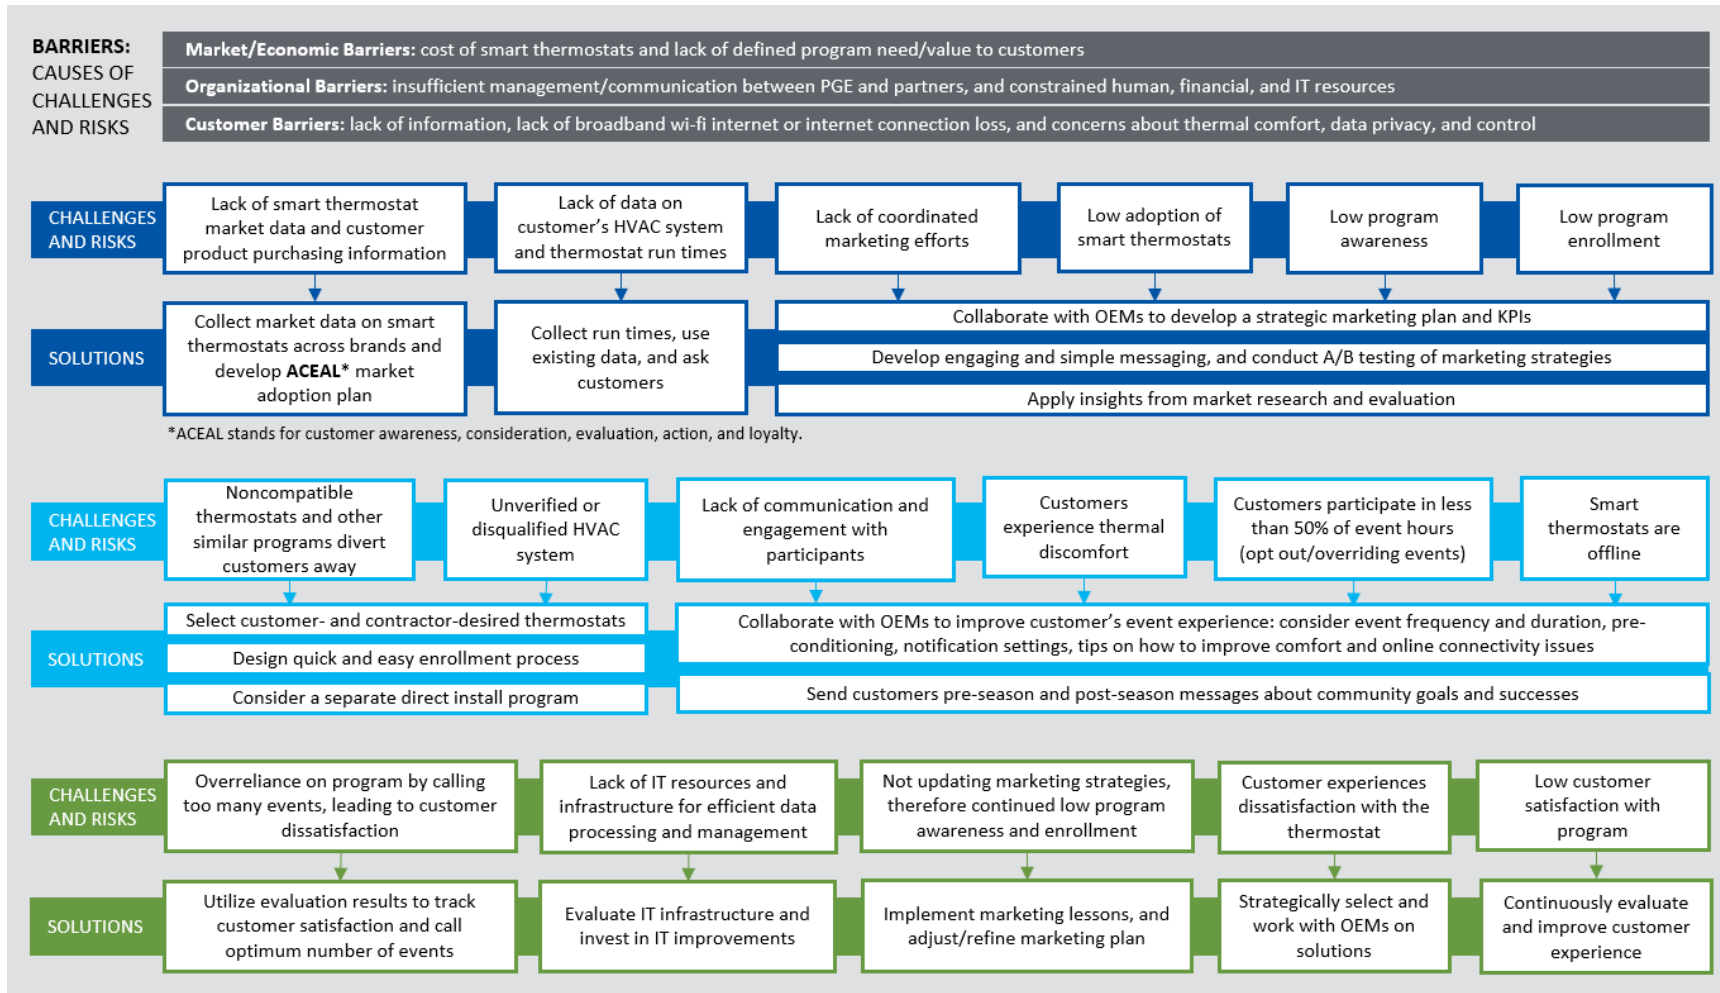 BARRIERS:
CAUSES OF
CHALLENGES
AND RISKS
Market/Economic Barriers: cost of smart thermostats and lack of defined program need/value to customers
Organizational Barriers: insufficient management/communication between PGE and partners, and constrained human, financial, and IT resources
Customer Barriers: lack of information, lack of broadband wi-fi internet or internet connection loss, and concerns about thermal comfort, data privacy, and control
CHALLENGES
AND RISKS
Lack of smart thermostat
market data and customer
product purchasing information
Lack of data on
customer's HVAC system
and thermostat run times
Lack of coordinated
marketing efforts
Low adoption of
smart thermostats
Low program
awareness
Low program
enrollment
SOLUTIONS
Collect market data on smart
thermostats across brands and
develop ACEAL* market
adoption plan
Collect run times, use
existing data, and ask
customers
Collaborate with OEMs to develop a strategic marketing plan and KPIs
Develop engaging and simple messaging, and conduct A/B testing of marketing strategies
Apply insights from market research and evaluation
*ACEAL stands for customer awareness, consideration, evaluation, action, and loyalty.
CHALLENGES
AND RISKS
Noncompatible
thermostats and other
similar programs divert
customers away
Unverified or
disqualified HVAC
system
Lack of communication and
engagement with
participants
Customers
experience thermal
discomfort
Customers participate in less
than 50% of event hours
(opt out/overriding events)
Smart
thermostats are
offline
SOLUTIONS
Select customer- and contractor-desired thermostats
Design quick and easy enrollment process
Consider a separate direct install program
Collaborate with OEMs to improve customer's event experience: consider event frequency and duration, pre-
conditioning, notification settings, tips on how to improve comfort and online connectivity issues
Send customers pre-season and post-season messages about community goals and successes
CHALLENGES
AND RISKS
Overreliance on program by calling
too many events, leading to customer
dissatisfaction
Lack of IT resources and
infrastructure for efficient data
processing and management
Not updating marketing strategies,
therefore continued low program
awareness and enrollment
Customer experiences
dissatisfaction with the
thermostat
Low customer
satisfaction with
program
SOLUTIONS
Utilize evaluation results to track
customer satisfaction and call
optimum number of events
Evaluate IT infrastructure and
invest in IT improvements
Implement marketing lessons, and
adjust/refine marketing plan
Strategically select and
work with OEMs on
solutions
Continuously evaluate
and improve customer
experience